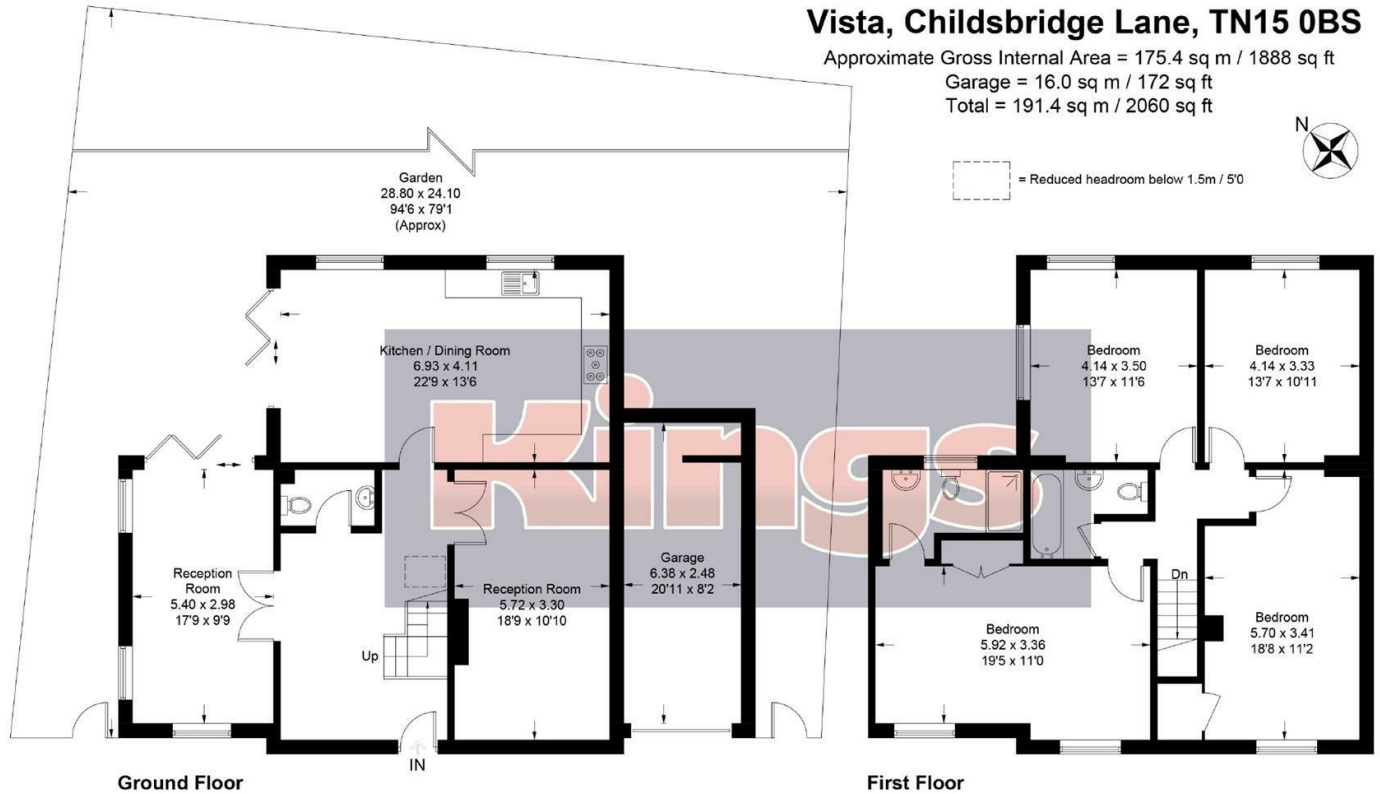 Vista, Childsbridge Lane, TN15 0BS
Approximate Gross Internal Area = 175.4 sq m / 1888 sq ft
Garage = 16.0 sq m / 172 sq ft
Total = 191.4 sq m / 2060 sq ft
N
= Reduced headroom below 1.5m / 5'0
Garden
28.80 x 24.10
94'6 x 79'1
(Approx)
Kitchen / Dining Room
6.93 x 4.11
22'9 x 13'6
Kings
Reception
Room
5.40 x 2.98
17'9 x 9'9
Up
Reception Room
5.72 x 3.30
18'9 x 10'10
Garage
6.38 x 2.48
20'11 x 8'2
IN
Ground Floor
Bedroom
4.14 x 3.50
13'7 x 11'6
Bedroom
4.14 x 3.33
13'7 x 10'11
Bedroom
5.92 x 3.36
19'5 x 11'0
Dn
Bedroom
5.70 x 3.41
18'8 x 11'2
First Floor